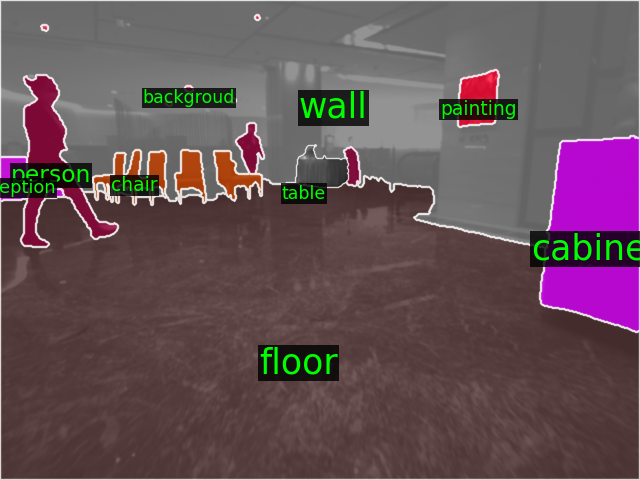 backgroud
wall
painting
person
eption
chair
table
cabine
floor